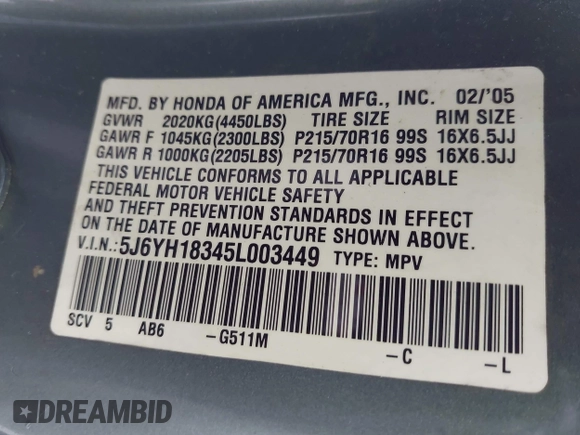 MFD. BY HONDA OF AMERICA MFG., INC. 02/'05
GVWR 2020KG(4450LBS) TIRE SIZE RIM SIZE
GAWR F 1045KG(2300LBS) P215/70R16 99S 16X6.5JJ
GAWR R 1000KG(2205LBS) P215/70R16 99S 16X6.5JJ
THIS VEHICLE CONFORMS TO ALL APPLICABLE
FEDERAL MOTOR VEHICLE SAFETY
AND THEFT PREVENTION STANDARDS IN EFFECT
ON THE DATE OF MANUFACTURE SHOWN ABOVE.
V.I.N.:5J6YH18345L003449 TYPE: MPV
SCV 5 AB6 -G511M -C -L
DREAMBID